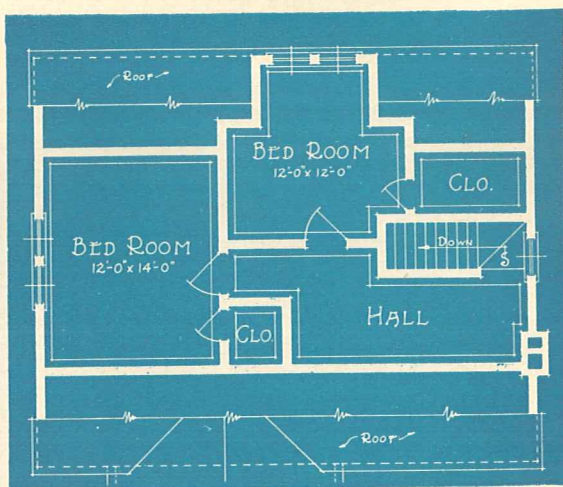 ROOF
BED ROOM
12'-0" x 12'-0"
CLO.
DOWN
BED ROOM
12'-0" x 14'-0"
HALL
CLO.
ROOF